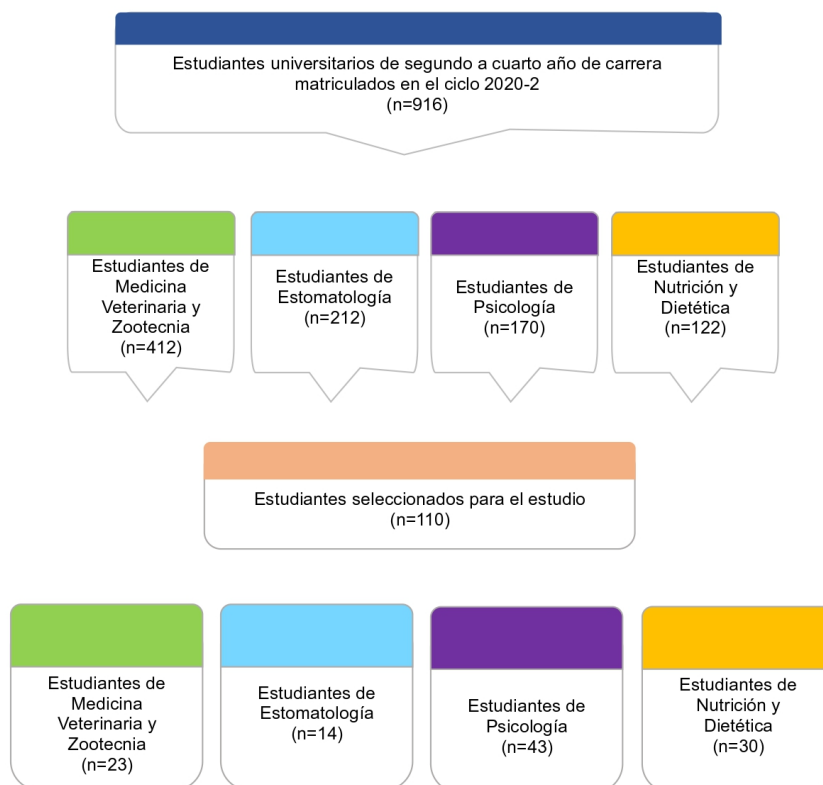 Estudiantes universitarios de segundo a cuarto año de carrera
matriculados en el ciclo 2020-2
(n=916)
Estudiantes de
Medicina
Veterinaria y
Zootecnia
(n=412)
Estudiantes de
Estomatología
(n=212)
Estudiantes de
Psicología
(n=170)
Estudiantes de
Nutrición y
Dietética
(n=122)
Estudiantes seleccionados para el estudio
(n=110)
Estudiantes de
Medicina
Veterinaria y
Zootecnia
(n=23)
Estudiantes de
Estomatología
(n=14)
Estudiantes de
Psicología
(n=43)
Estudiantes de
Nutrición y
Dietética
(n=30)